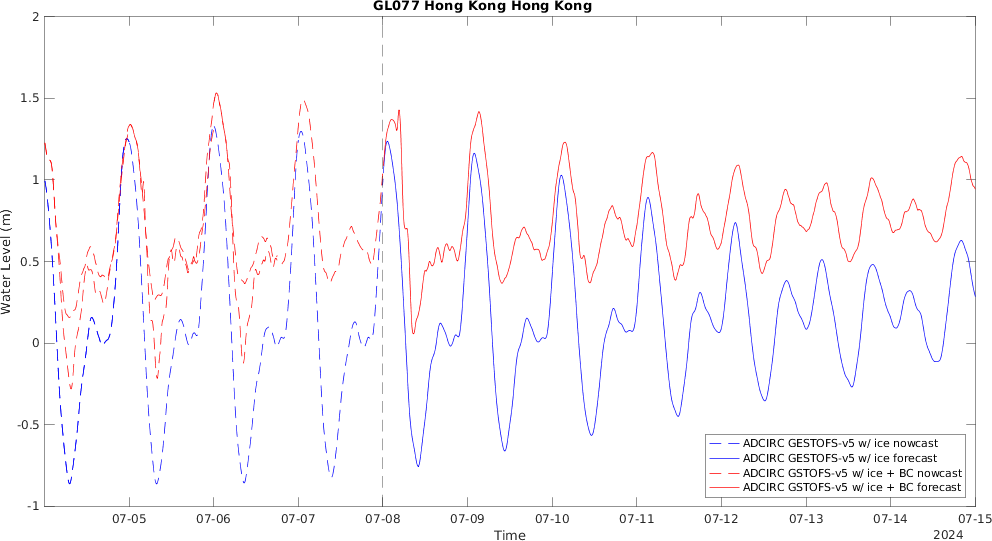 GL077 Hong Kong Hong Kong
2
1.5
1
0.5
0
-0.5
-1
Water Level (m)
07-05 07-06 07-07 07-08 07-09 07-10 07-11 07-12 07-13 07-14 07-15
Time
2024
ADCIRC GESTOFS-v5 w/ ice nowcast
ADCIRC GESTOFS-v5 w/ ice forecast
ADCIRC GSTOFS-v5 w/ ice + BC nowcast
ADCIRC GSTOFS-v5 w/ ice + BC forecast